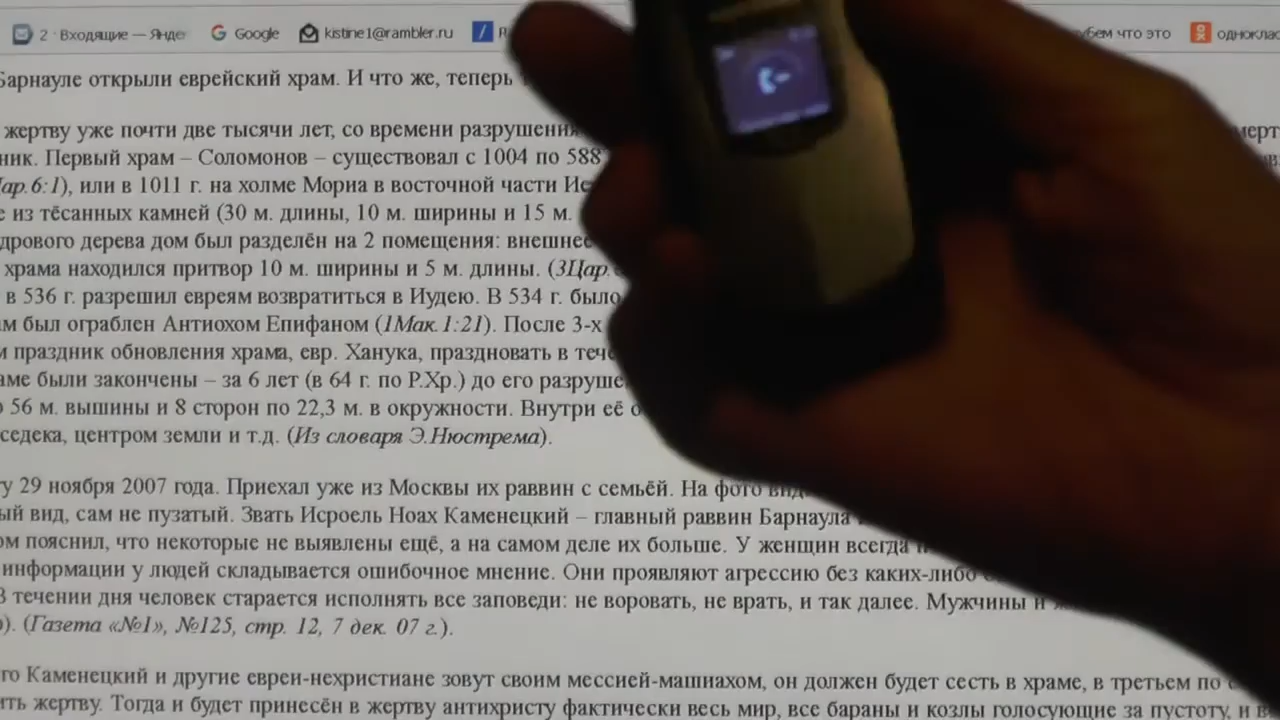 2 · Входящие — Янде Google kistine1@rambler.ru убем что это однокла
Барнауле открыли еврейский храм. И что же, теперь
жертву уже почти две тысячи лет, со времени разрушения
ник. Первый храм – Соломонов – существовал с 1004 по 588
Цар.6:1), или в 1011 г. на холме Мориа в восточной части
е из тёсанных камней (30 м. длины, 10 м. ширины и 15 м.
дрового дерева дом был разделён на 2 помещения: внешнее
храма находился притвор 10 м. ширины и 5 м. длины. (3Цар.
в 536 г. разрешил евреям возвратиться в Иудею. В 534 г. было
м был ограблен Антиохом Епифаном (1Мак.1:21). После 3-х
и праздник обновления храма, евр. Ханука, праздновать в тече
аме были закончены – за 6 лет (в 64 г. по Р.Хр.) до его разруше
о 56 м. вышины и 8 сторон по 22,3 м. в окружности. Внутри её о
седека, центром земли и т.д. (Из словаря Э.Нюстрема).
у 29 ноября 2007 года. Приехал уже из Москвы их раввин с семьёй. На фото
ый вид, сам не пузатый. Звать Исроель Ноах Каменецкий – главный раввин Барнаула
ом пояснил, что некоторые не выявлены ещё, а на самом деле их больше. У женщин всегда
информации у людей складывается ошибочное мнение. Они проявляют агрессию без каких-либо
В течении дня человек старается исполнять все заповеди: не воровать, не врать, и так далее. Мужчины и
). (Газета «№1», №125, стр. 12, 7 дек. 07 г.).
го Каменецкий и другие евреи-нехристиане зовут своим мессией-машиахом, он должен будет сесть в храме, в третьем по
ить жертву. Тогда и будет принесён в жертву антихристу фактически весь мир, все бараны и козлы голосующие за пустоту, и в